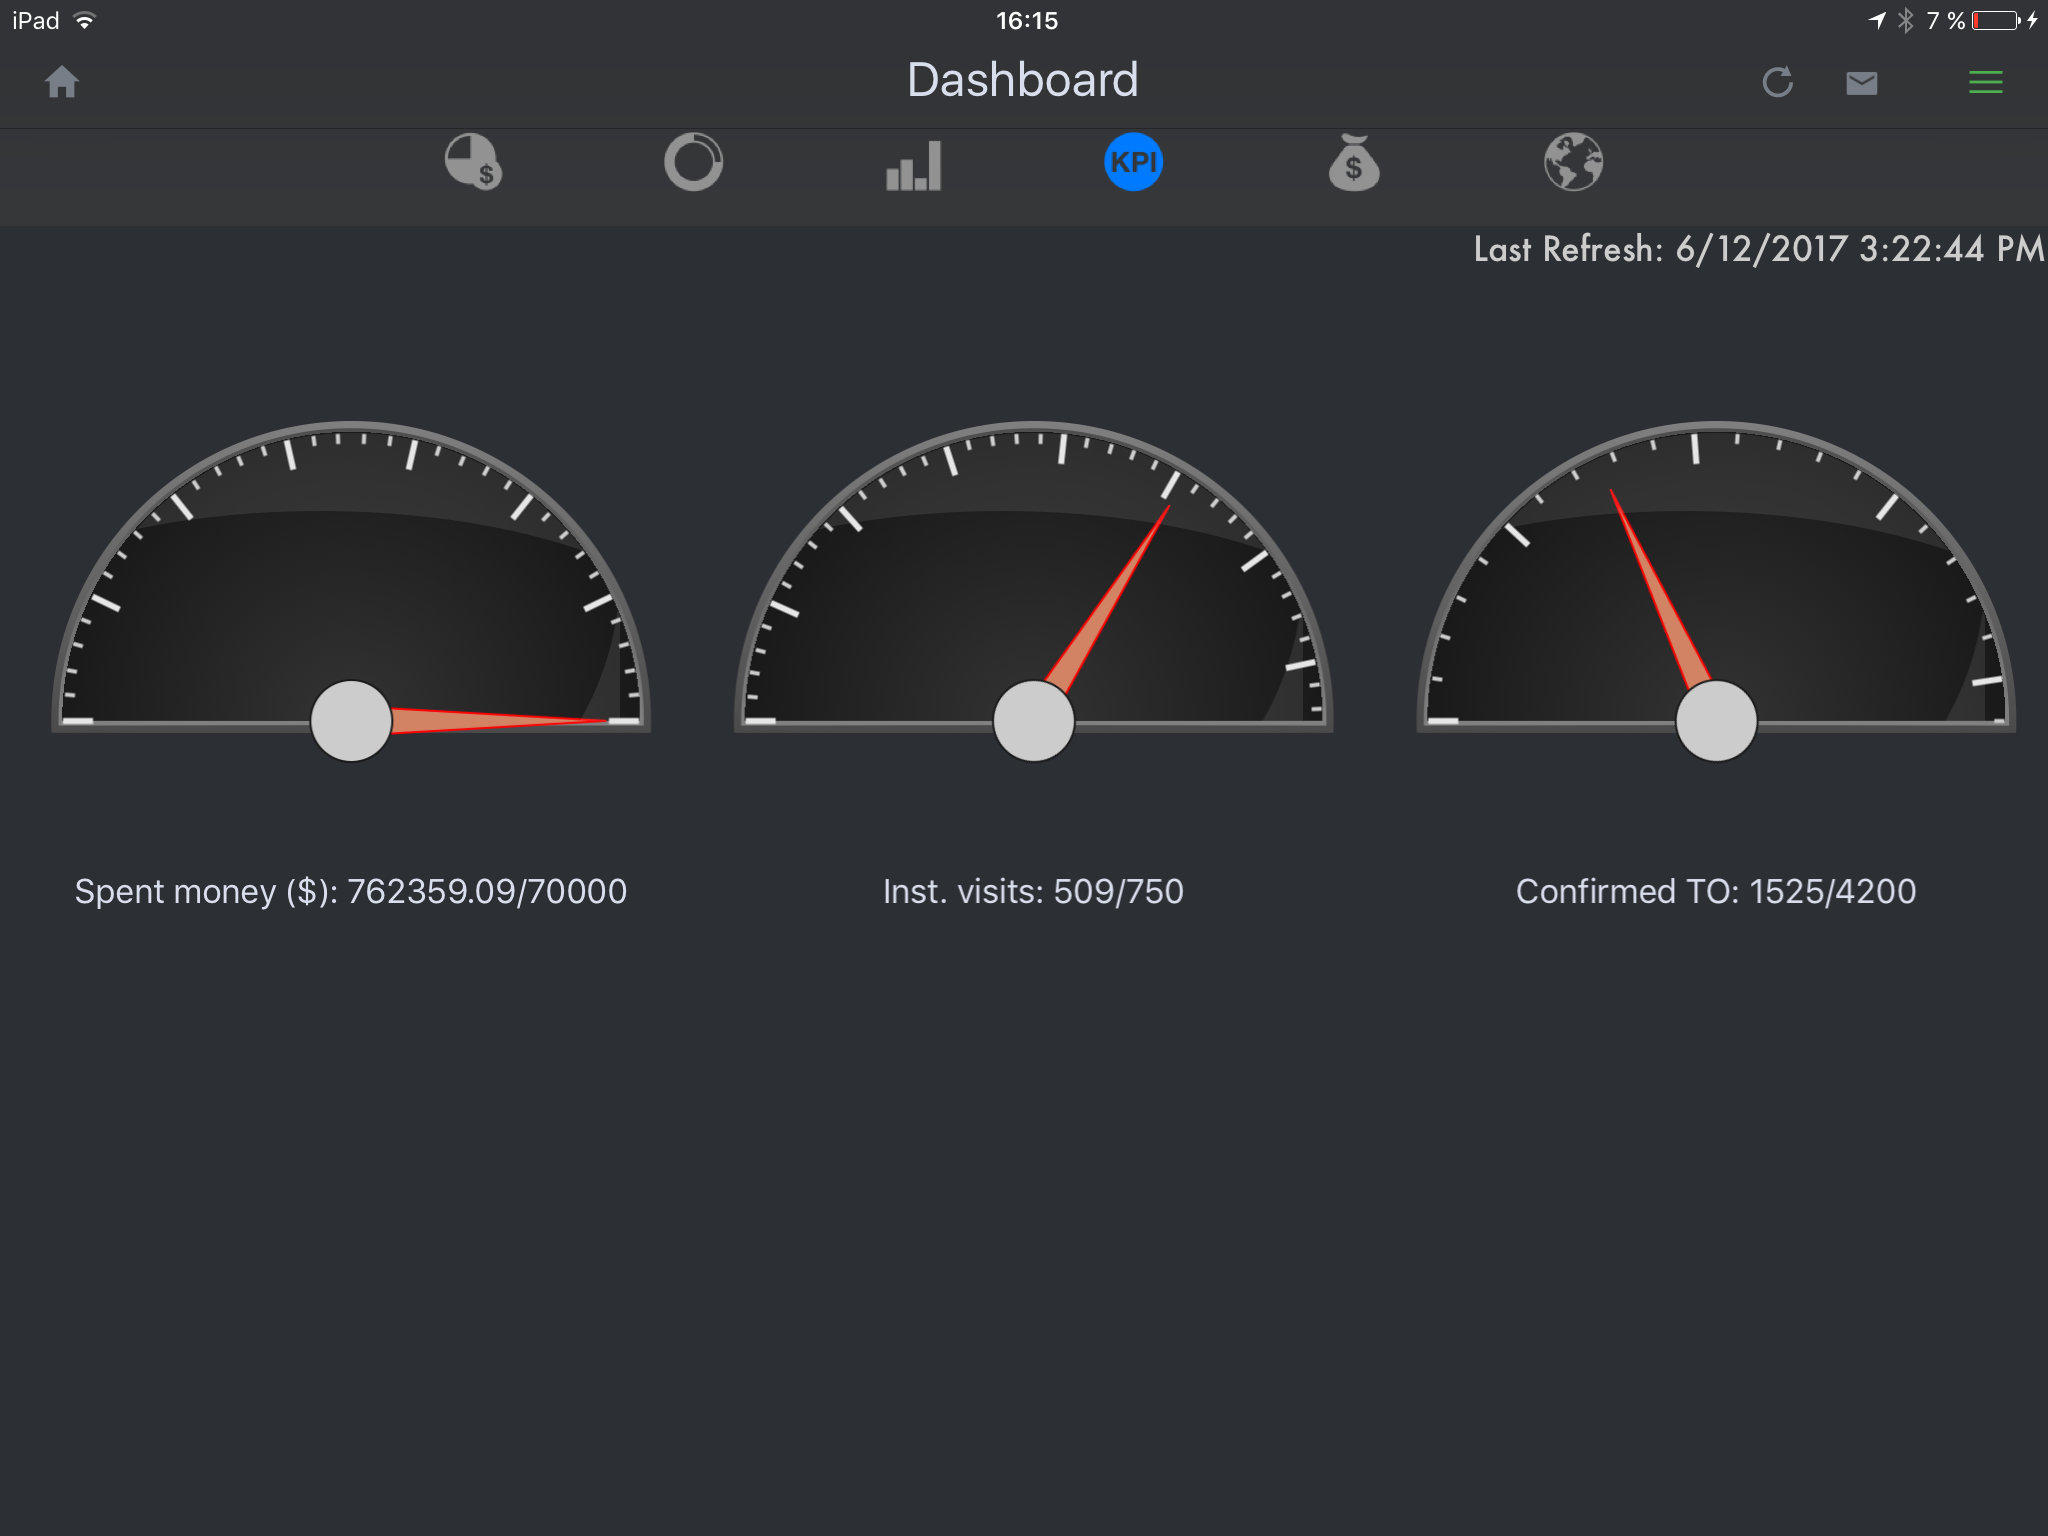 iPad 16:15 7 %
Dashboard
$ KPI $
Last Refresh: 6/12/2017 3:22:44 PM
Spent money ($): 762359.09/70000 Inst. visits: 509/750 Confirmed TO: 1525/4200